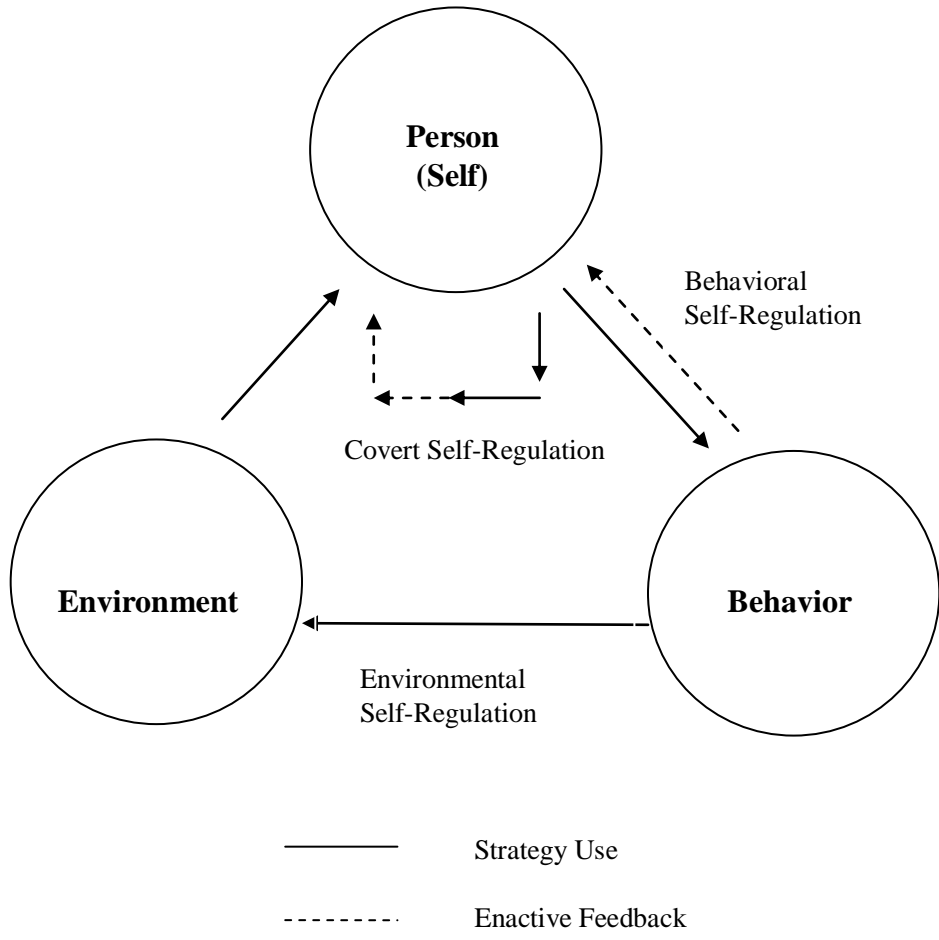 Person
(Self)
Behavioral
Self-Regulation
Covert Self-Regulation
Environment
Behavior
Environmental
Self-Regulation
Strategy Use
Enactive Feedback